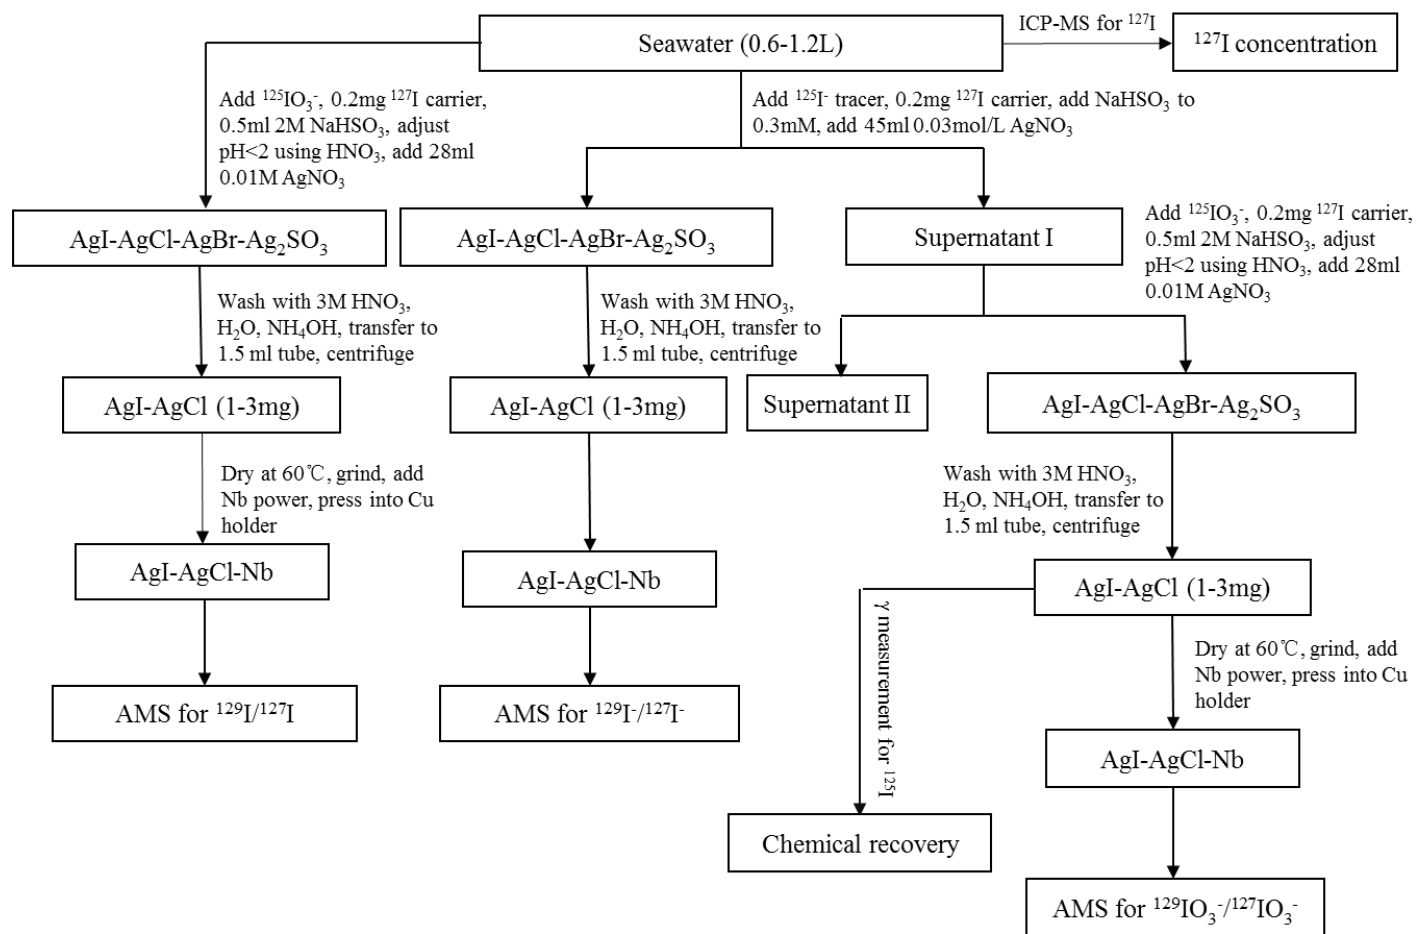 ICP-MS for ¹²⁷I
Seawater (0.6-1.2L)
¹²⁷I concentration
Add ¹²⁵IO₃⁻, 0.2mg ¹²⁷I carrier,
0.5ml 2M NaHSO₃, adjust
pH<2 using HNO₃, add 28ml
0.01M AgNO₃
Add ¹²⁵I⁻ tracer, 0.2mg ¹²⁷I carrier, add NaHSO₃ to
0.3mM, add 45ml 0.03mol/L AgNO₃
AgI-AgCl-AgBr-Ag₂SO₃
AgI-AgCl-AgBr-Ag₂SO₃
Supernatant I
Add ¹²⁵IO₃⁻, 0.2mg ¹²⁷I carrier,
0.5ml 2M NaHSO₃, adjust
pH<2 using HNO₃, add 28ml
0.01M AgNO₃
Wash with 3M HNO₃,
H₂O, NH₄OH, transfer to
1.5 ml tube, centrifuge
Wash with 3M HNO₃,
H₂O, NH₄OH, transfer to
1.5 ml tube, centrifuge
AgI-AgCl (1-3mg)
AgI-AgCl (1-3mg)
Supernatant II
AgI-AgCl-AgBr-Ag₂SO₃
Dry at 60℃, grind, add
Nb power, press into Cu
holder
Wash with 3M HNO₃,
H₂O, NH₄OH, transfer to
1.5 ml tube, centrifuge
AgI-AgCl-Nb
AgI-AgCl-Nb
AgI-AgCl (1-3mg)
γ measurement for ¹²⁵I
Dry at 60℃, grind, add
Nb power, press into Cu
holder
AMS for ¹²⁹I/¹²⁷I
AMS for ¹²⁹I⁻/¹²⁷I⁻
AgI-AgCl-Nb
Chemical recovery
AMS for ¹²⁹IO₃⁻/¹²⁷IO₃⁻